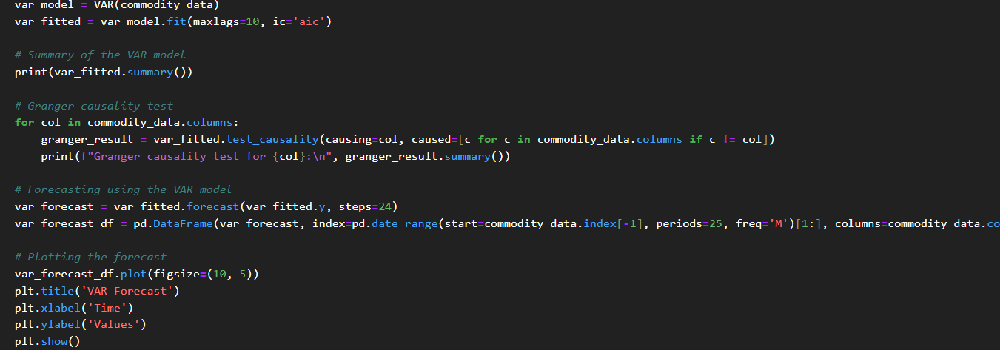 var_model = VAR(commodity_data)
var_fitted = var_model.fit(maxlags=10, ic='aic')
# Summary of the VAR model
print(var_fitted.summary())
# Granger causality test
for col in commodity_data.columns:
    granger_result = var_fitted.test_causality(causing=col, caused=[c for c in commodity_data.columns if c != col])
    print(f"Granger causality test for {col}:\n", granger_result.summary())
# Forecasting using the VAR model
var_forecast = var_fitted.forecast(var_fitted.y, steps=24)
var_forecast_df = pd.DataFrame(var_forecast, index=pd.date_range(start=commodity_data.index[-1], periods=25, freq='M')[1:], columns=commodity_data.co
# Plotting the forecast
var_forecast_df.plot(figsize=(10, 5))
plt.title('VAR Forecast')
plt.xlabel('Time')
plt.ylabel('Values')
plt.show()